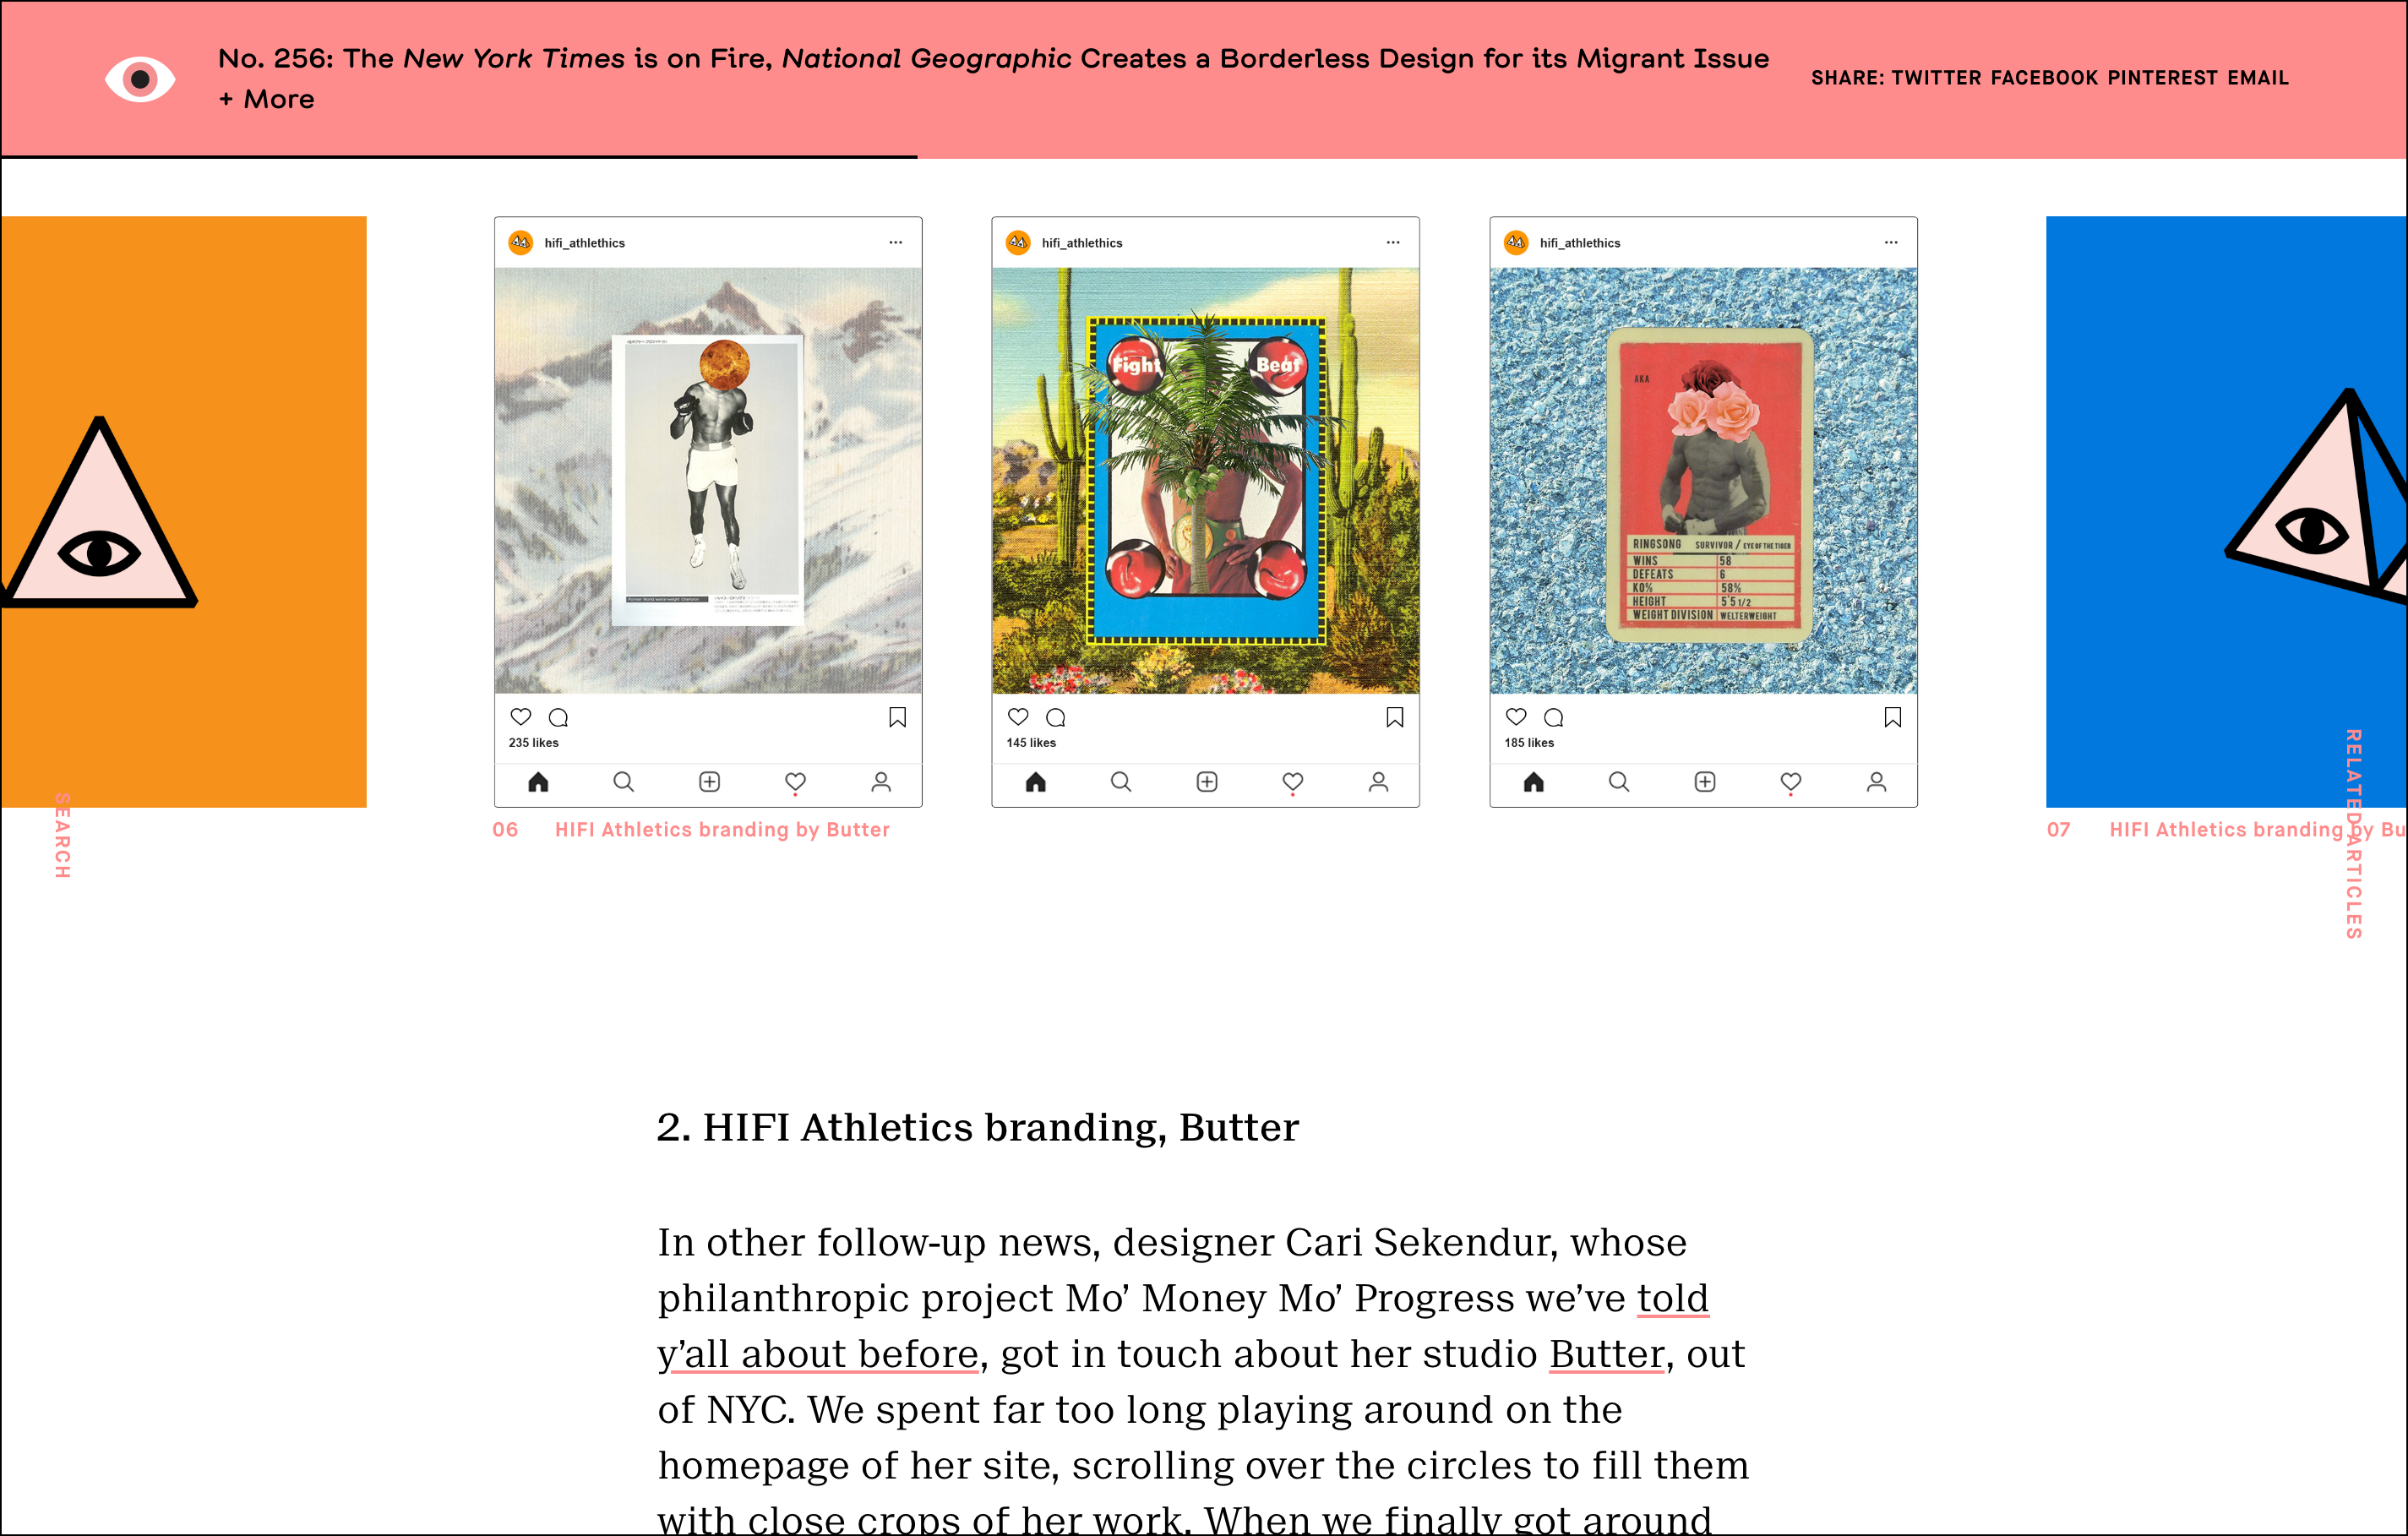 No. 256: The New York Times is on Fire, National Geographic Creates a Borderless Design for its Migrant Issue
+ More
SHARE: TWITTER FACEBOOK PINTEREST EMAIL
hifi_athlethics
235 likes
hifi_athlethics
Fight Beat
145 likes
hifi_athlethics
AKA
RINGSONG SURVIVOR / EYE OF THE TIGER
WINS 58
DEFEATS 6
KO% 58%
HEIGHT 5'5 1/2
WEIGHT DIVISION WELTERWEIGHT
185 likes
06 HIFI Athletics branding by Butter
07 HIFI Athletics branding by Bu
SEARCH
RELATED ARTICLES
2. HIFI Athletics branding, Butter
In other follow-up news, designer Cari Sekendur, whose
philanthropic project Mo’ Money Mo’ Progress we’ve told
y’all about before, got in touch about her studio Butter, out
of NYC. We spent far too long playing around on the
homepage of her site, scrolling over the circles to fill them
with close crops of her work. When we finally got around